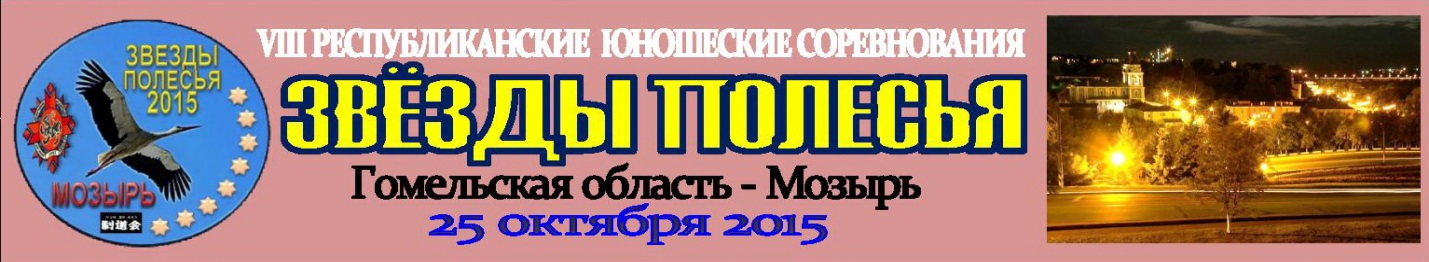 ЗВЕЗДЫ
ПОЛЕСЬЯ
2015
МОЗЫРЬ
VIII РЕСПУБЛИКАНСКИЕ ЮНОШЕСКИЕ СОРЕВНОВАНИЯ
ЗВЁЗДЫ ПОЛЕСЬЯ
Гомельская область - Мозырь
25 октября 2015